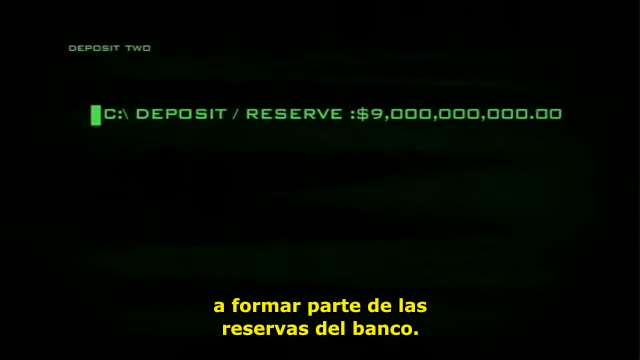 DEPOSIT TWO
C:\ DEPOSIT / RESERVE :$9,000,000,000.00
a formar parte de las
reservas del banco.